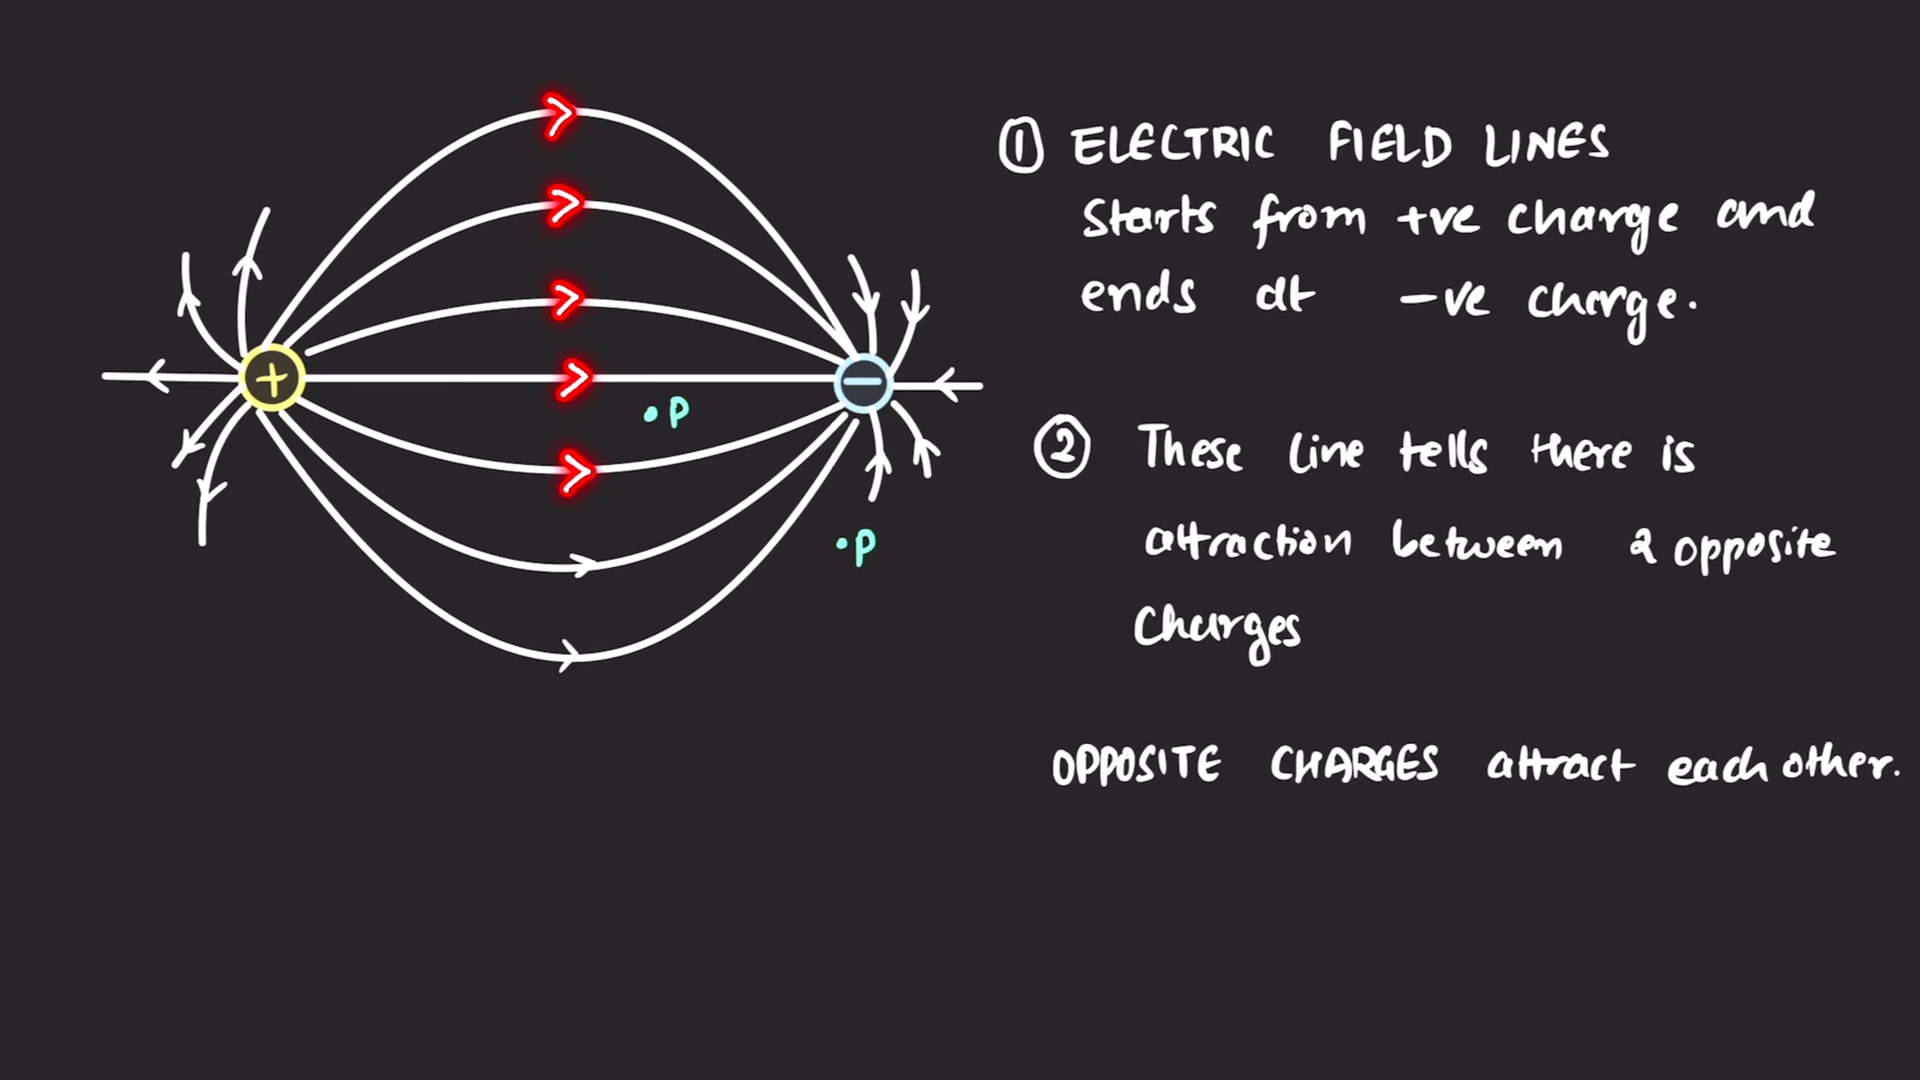 +
−
• P
• P
① ELECTRIC FIELD LINES
starts from +ve charge and
ends at -ve charge.
② These line tells there is
attraction between 2 opposite
Charges
OPPOSITE CHARGES attract each other.